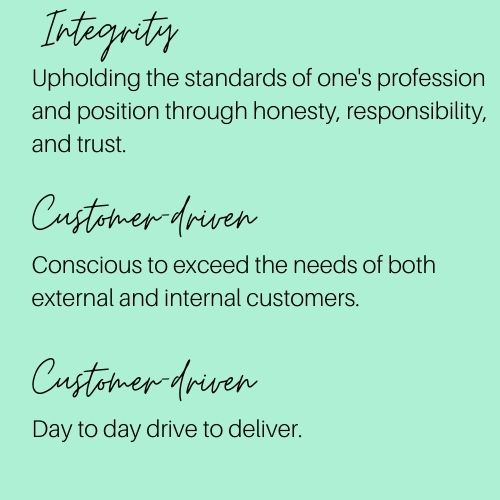 Integrity
Upholding the standards of one's profession
and position through honesty, responsibility,
and trust.
Customer-driven
Conscious to exceed the needs of both
external and internal customers.
Customer-driven
Day to day drive to deliver.